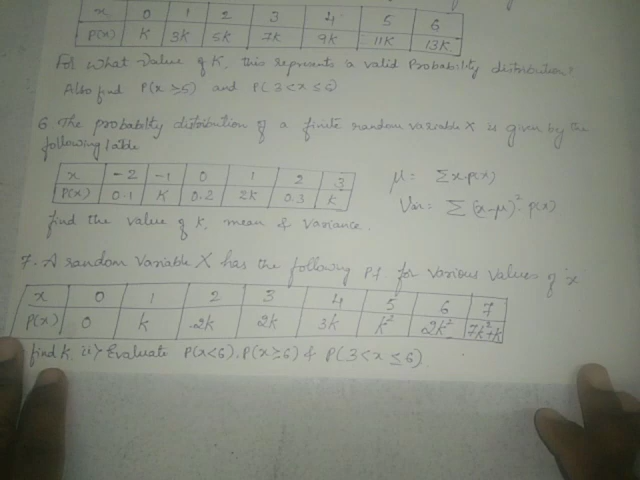 x 0 1 2 3 4 5 6
P(x) K 3K 5K 7K 9K 11K 13K
For what value of K, this represents a valid Probability distribution?
Also find P(x ≥ 5) and P(3 < x ≤ 6)
6 The probabilty distribution of a finite random variable X is given by the
following table
x -2 -1 0 1 2 3
P(X) 0.1 K 0.2 2K 0.3 K
μ = Σx.p(x)
Var = Σ (x-μ)². p(x)
find the value of K, mean & variance.
7. A random variable X has the following P.f. for various values of x
x 0 1 2 3 4 5 6 7
P(x) 0 k 2k 2k 3k k² 2k² 7k²+k
find k. ii) Evaluate P(x<6), P(x≥6) & P(3<x≤6)